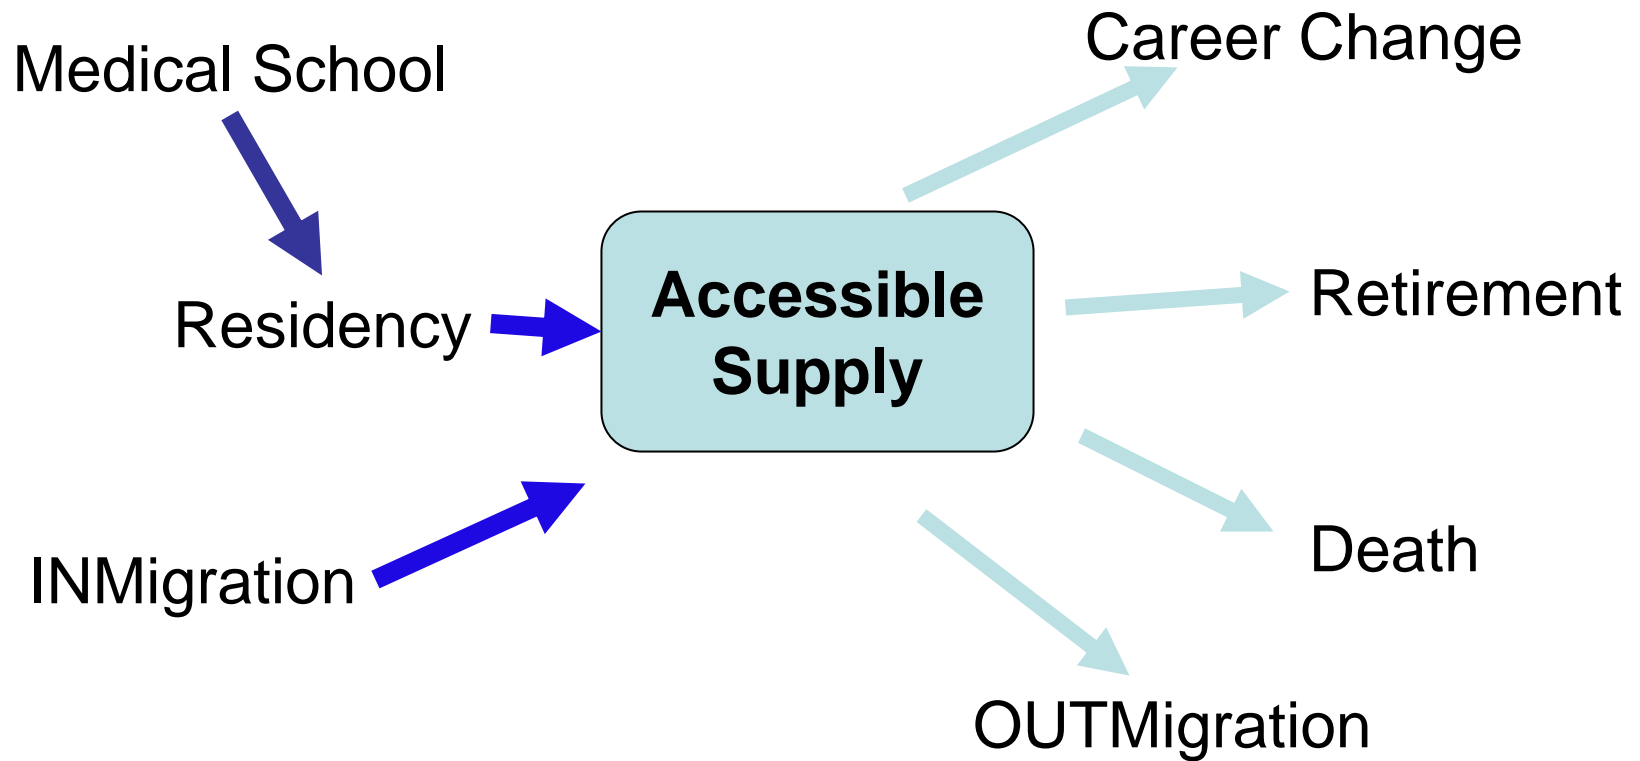 Career Change
Medical School
Accessible
Supply
Retirement
Residency
Death
INMigration
OUTMigration